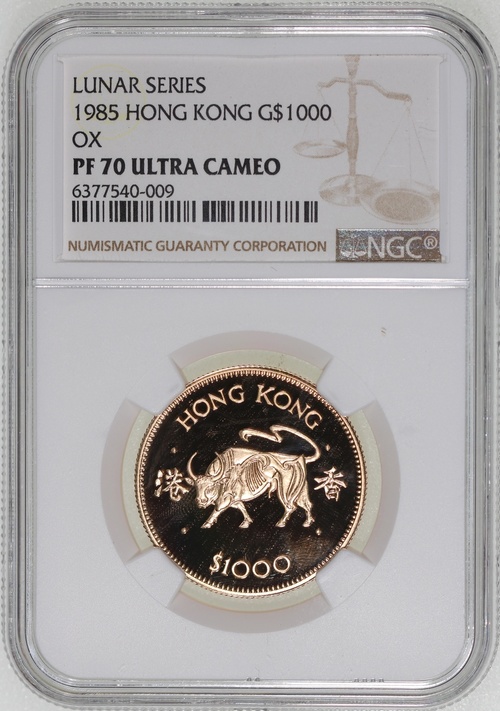 LUNAR SERIES
1985 HONG KONG G$1000
OX
PF 70 ULTRA CAMEO
6377540-009
NUMISMATIC GUARANTY CORPORATION
NGC®
HONG KONG
港 香
$1000